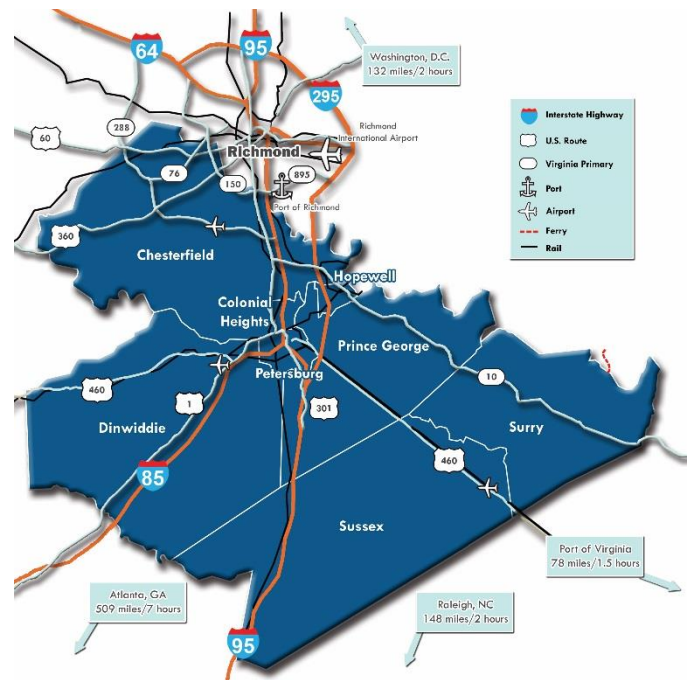 64
95
Washington, D.C.
132 miles/2 hours
295
Interstate Highway
U.S. Route
Virginia Primary
Port
Airport
Ferry
Rail
60
288
Richmond
International Airport
Richmond
76
150
895
Port of Richmond
360
Chesterfield
Hopewell
Colonial
Heights
Prince George
460
Petersburg
10
1
301
Dinwiddie
Surry
460
85
Sussex
Port of Virginia
78 miles/1.5 hours
Atlanta, GA
509 miles/7 hours
Raleigh, NC
148 miles/2 hours
95